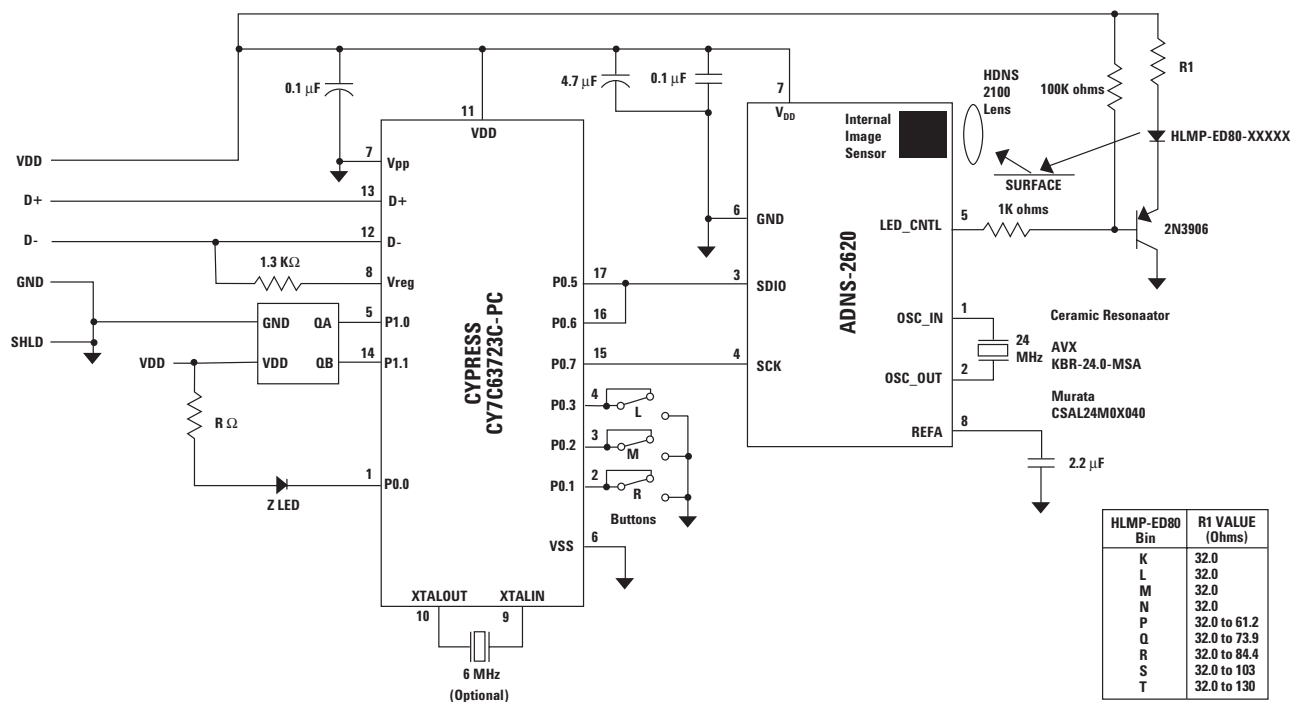 VDD
D+
D-
GND
SHLD
0.1 µF
11
VDD
7
Vpp
13
D+
12
D-
1.3 KΩ
8
Vreg
GND QA
5
P1.0
VDD
VDD QB
14
P1.1
R Ω
Z LED
1
P0.0
CYPRESS
CY7C63723C-PC
P0.5
17
P0.6
16
P0.7
15
P0.3
4
L
P0.2
3
M
P0.1
2
R
Buttons
VSS
6
XTALOUT
XTALIN
10
9
6 MHz
(Optional)
4.7 µF
0.1 µF
7
VDD
Internal
Image
Sensor
HDNS
2100
Lens
100K ohms
R1
HLMP-ED80-XXXXX
SURFACE
6
GND
LED_CNTL
5
1K ohms
2N3906
3
SDIO
4
SCK
ADNS-2620
OSC_IN
1
24
MHz
OSC_OUT
2
Ceramic Resonaator
AVX
KBR-24.0-MSA
Murata
CSAL24M0X040
REFA
8
2.2 µF
HLMP-ED80 Bin
R1 VALUE (Ohms)
K 32.0
L 32.0
M 32.0
N 32.0
P 32.0 to 61.2
Q 32.0 to 73.9
R 32.0 to 84.4
S 32.0 to 103
T 32.0 to 130